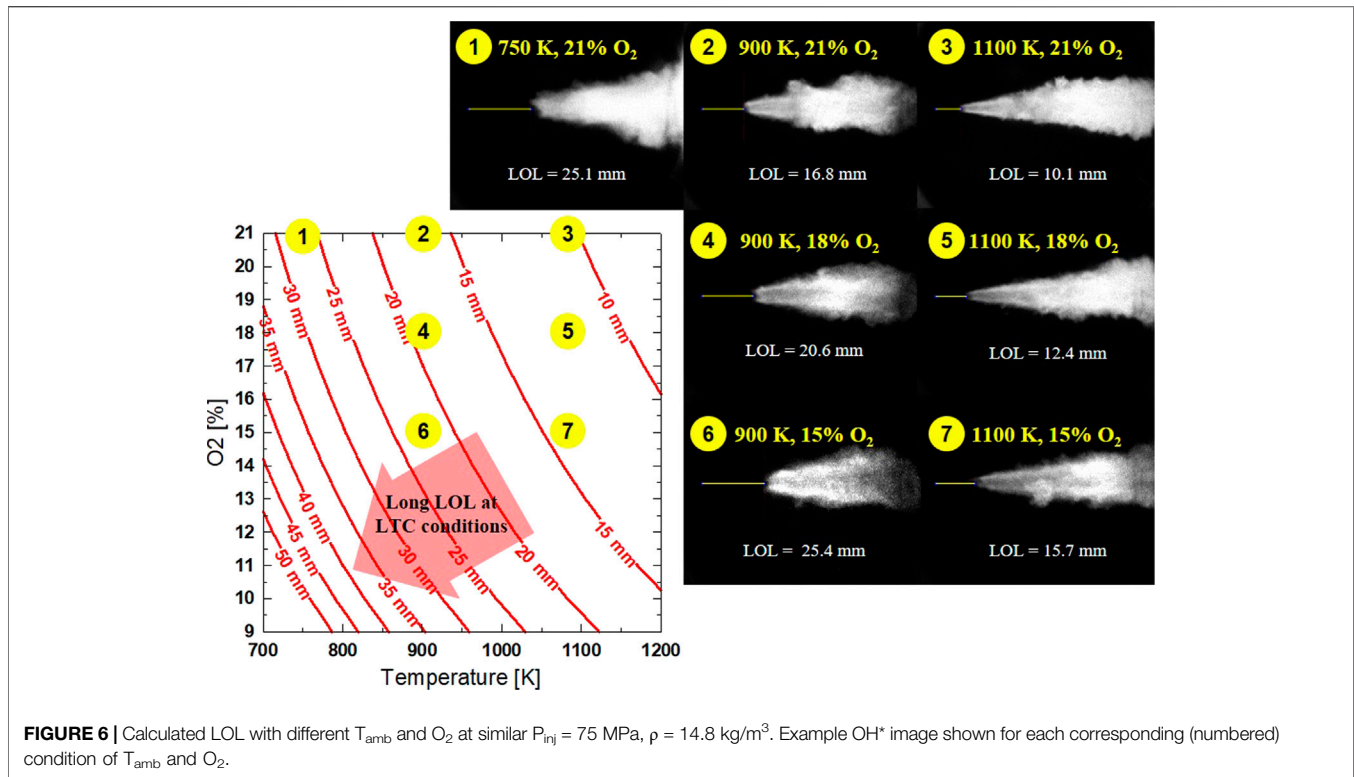 1 750 K, 21% O₂
LOL = 25.1 mm
2 900 K, 21% O₂
LOL = 16.8 mm
3 1100 K, 21% O₂
LOL = 10.1 mm
4 900 K, 18% O₂
LOL = 20.6 mm
5 1100 K, 18% O₂
LOL = 12.4 mm
6 900 K, 15% O₂
LOL = 25.4 mm
7 1100 K, 15% O₂
LOL = 15.7 mm
O2 [%]
21
20
19
18
17
16
15
14
13
12
11
10
9
700
800
900
1000
1100
1200
Temperature [K]
1
2
3
4
5
6
7
35 mm
30 mm
25 mm
20 mm
15 mm
10 mm
50 mm
45 mm
40 mm
35 mm
30 mm
25 mm
20 mm
15 mm
Long LOL at
LTC conditions
FIGURE 6 | Calculated LOL with different Tamb and O₂ at similar Pinj = 75 MPa, ρ = 14.8 kg/m³. Example OH* image shown for each corresponding (numbered)
condition of Tamb and O₂.